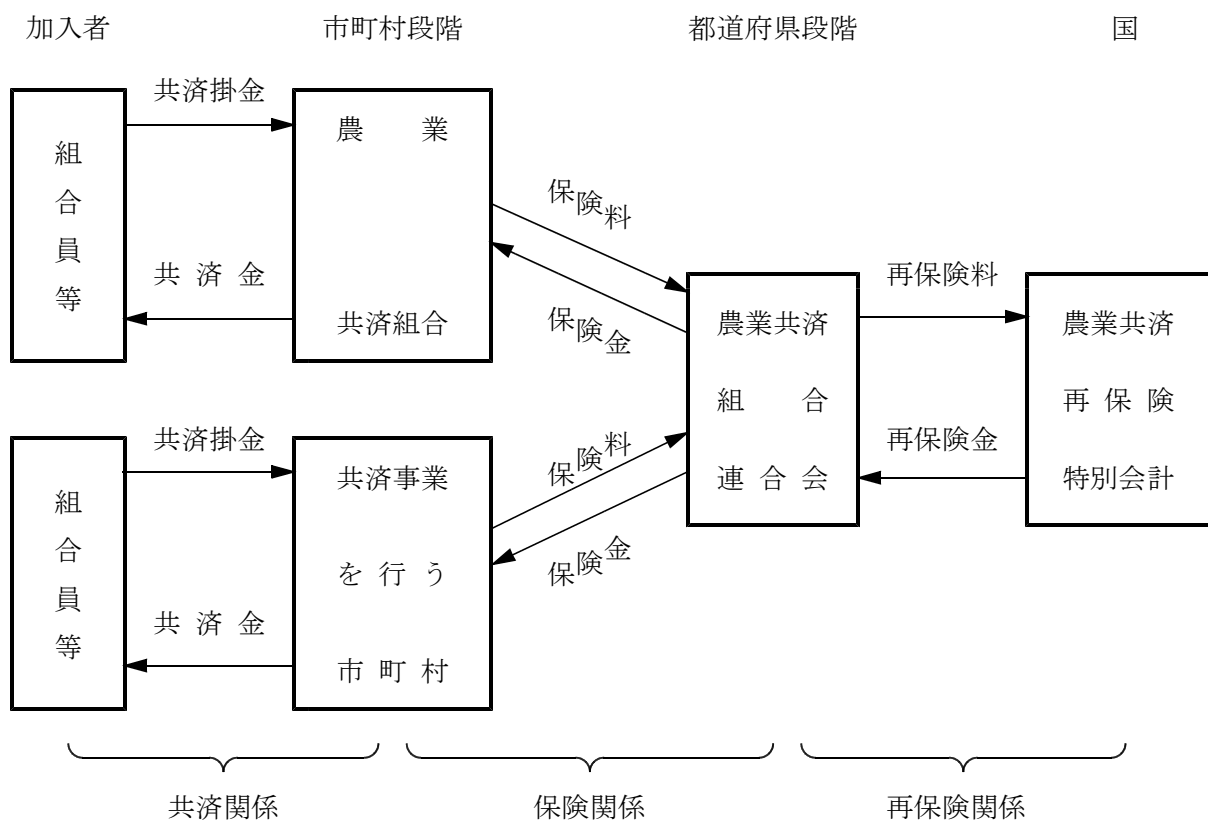 加入者 市町村段階 都道府県段階 国
共済掛金
組合員等
共済金
農業
共済組合
保険料
保険金
共済掛金
組合員等
共済金
共済事業
を行う
市町村
保険料
保険金
農業共済
組合
連合会
再保険料
再保険金
農業共済
再保険
特別会計
共済関係 保険関係 再保険関係